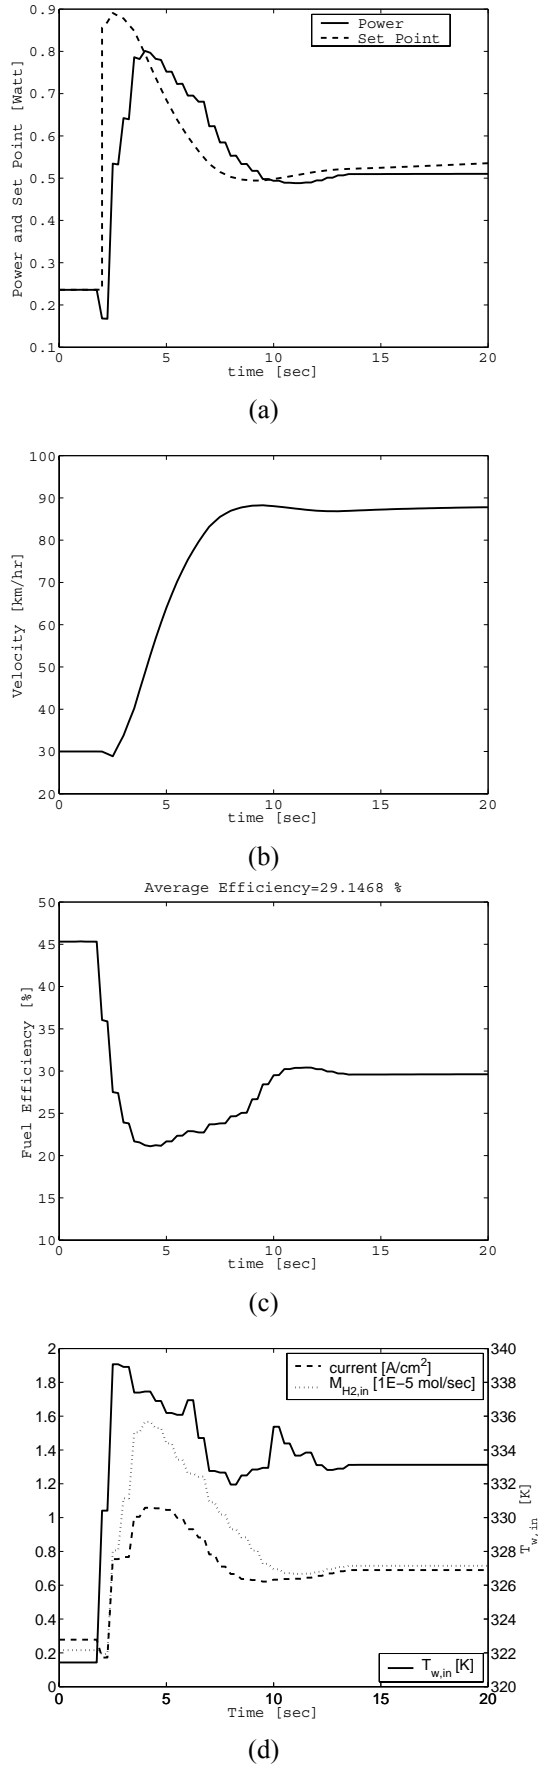 0.9
0.8
0.7
0.6
0.5
0.4
0.3
0.2
0.1
Power and Set Point [Watt]
Power
Set Point
0 5 10 15 20
time [sec]
(a)
100
90
80
70
60
50
40
30
20
Velocity [km/hr]
0 5 10 15 20
time [sec]
(b)
Average Efficiency=29.1468 %
50
45
40
35
30
25
20
15
10
Fuel Efficiency [%]
0 5 10 15 20
time [sec]
(c)
2
1.8
1.6
1.4
1.2
1
0.8
0.6
0.4
0.2
0
current [A/cm2]
MH2,in [1E−5 mol/sec]
340
338
336
334
332
330
328
326
324
322
320
Tw,in [K]
Tw,in [K]
0 5 10 15 20
Time [sec]
(d)